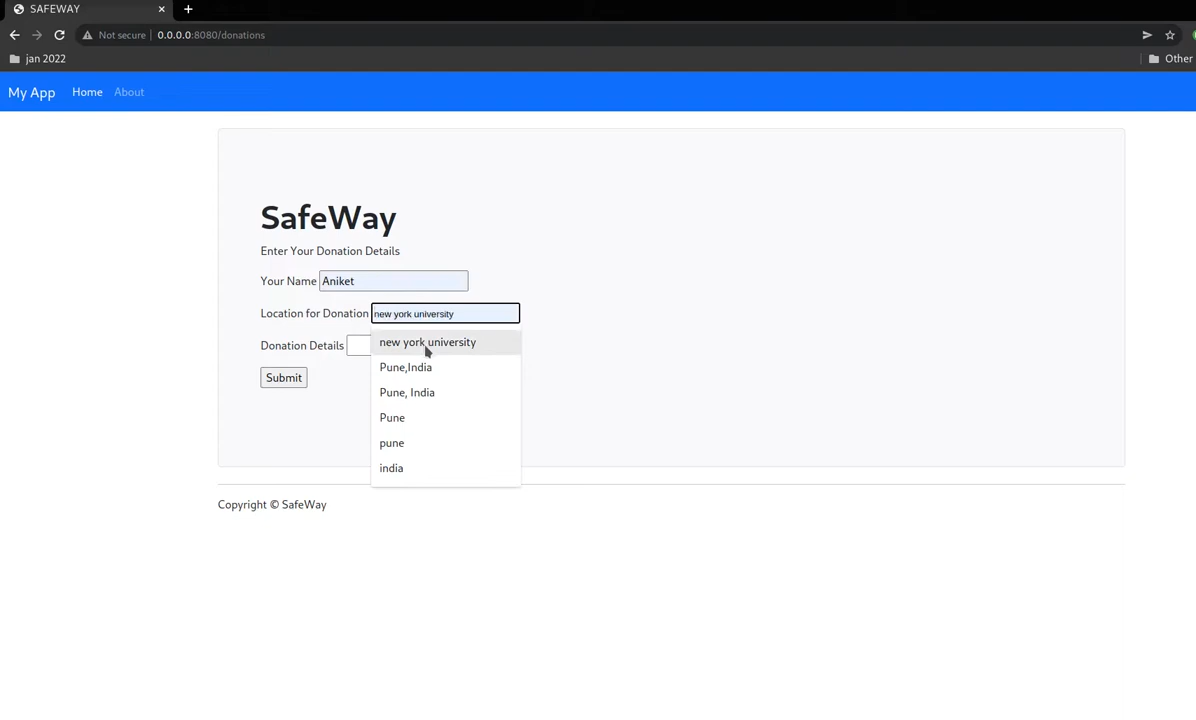 SAFEWAY
Not secure 0.0.0.0:8080/donations
jan 2022 Other
My App Home About
SafeWay
Enter Your Donation Details
Your Name Aniket
Location for Donation new york university
Donation Details new york university
Submit
Pune,India
Pune, India
Pune
pune
india
Copyright © SafeWay